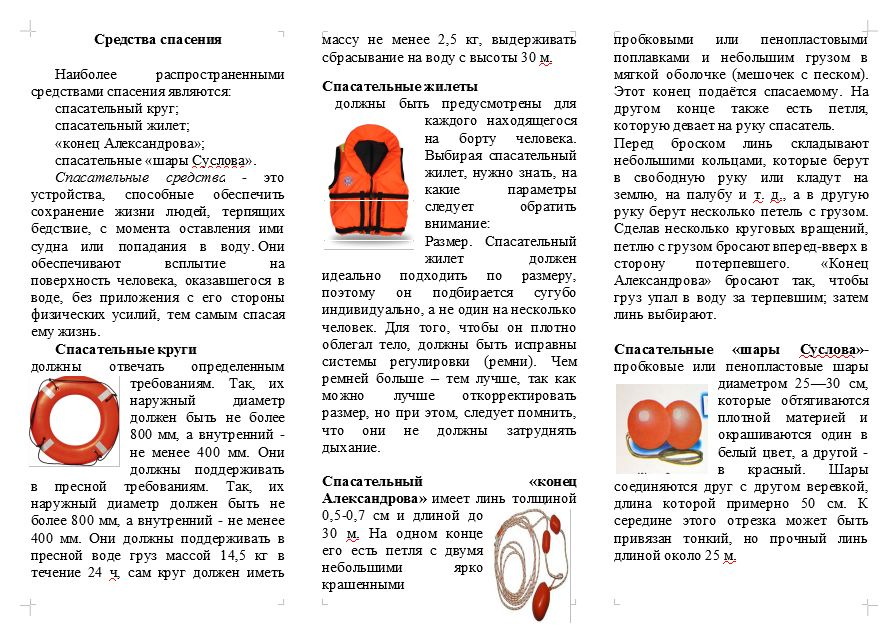 Средства спасения
Наиболее распространенными
средствами спасения являются:
спасательный круг;
спасательный жилет;
«конец Александрова»;
спасательные «шары Суслова».
Спасательные средства - это
устройства, способные обеспечить
сохранение жизни людей, терпящих
бедствие, с момента оставления ими
судна или попадания в воду. Они
обеспечивают всплытие на
поверхность человека, оказавшегося в
воде, без приложения с его стороны
физических усилий, тем самым спасая
ему жизнь.
Спасательные круги
должны отвечать определенным
требованиям. Так, их
наружный диаметр
должен быть не более
800 мм, а внутренний -
не менее 400 мм. Они
должны поддерживать
в пресной требованиям. Так, их
наружный диаметр должен быть не
более 800 мм, а внутренний - не менее
400 мм. Они должны поддерживать в
пресной воде груз массой 14,5 кг в
течение 24 ч, сам круг должен иметь
массу не менее 2,5 кг, выдерживать
сбрасывание на воду с высоты 30 м.
Спасательные жилеты
должны быть предусмотрены для
каждого находящегося
на борту человека.
Выбирая спасательный
жилет, нужно знать, на
какие параметры
следует обратить
внимание:
Размер. Спасательный
жилет должен
идеально подходить по размеру,
поэтому он подбирается сугубо
индивидуально, а не один на несколько
человек. Для того, чтобы он плотно
облегал тело, должны быть исправны
системы регулировки (ремни). Чем
ремней больше – тем лучше, так как
можно лучше откорректировать
размер, но при этом, следует помнить,
что они не должны затруднять
дыхание.
Спасательный «конец
Александрова» имеет линь толщиной
0,5-0,7 см и длиной до
30 м. На одном конце
его есть петля с двумя
небольшими ярко
крашенными
пробковыми или пенопластовыми
поплавками и небольшим грузом в
мягкой оболочке (мешочек с песком).
Этот конец подаётся спасаемому. На
другом конце также есть петля,
которую девает на руку спасатель.
Перед броском линь складывают
небольшими кольцами, которые берут
в свободную руку или кладут на
землю, на палубу и т. д., а в другую
руку берут несколько петель с грузом.
Сделав несколько круговых вращений,
петлю с грузом бросают вперед-вверх в
сторону потерпевшего. «Конец
Александрова» бросают так, чтобы
груз упал в воду за терпевшим; затем
линь выбирают.
Спасательные «шары Суслова»-
пробковые или пенопластовые шары
диаметром 25—30 см,
которые обтягиваются
плотной материей и
окрашиваются один в
белый цвет, а другой -
в красный. Шары
соединяются друг с другом веревкой,
длина которой примерно 50 см. К
середине этого отрезка может быть
привязан тонкий, но прочный линь
длиной около 25 м.